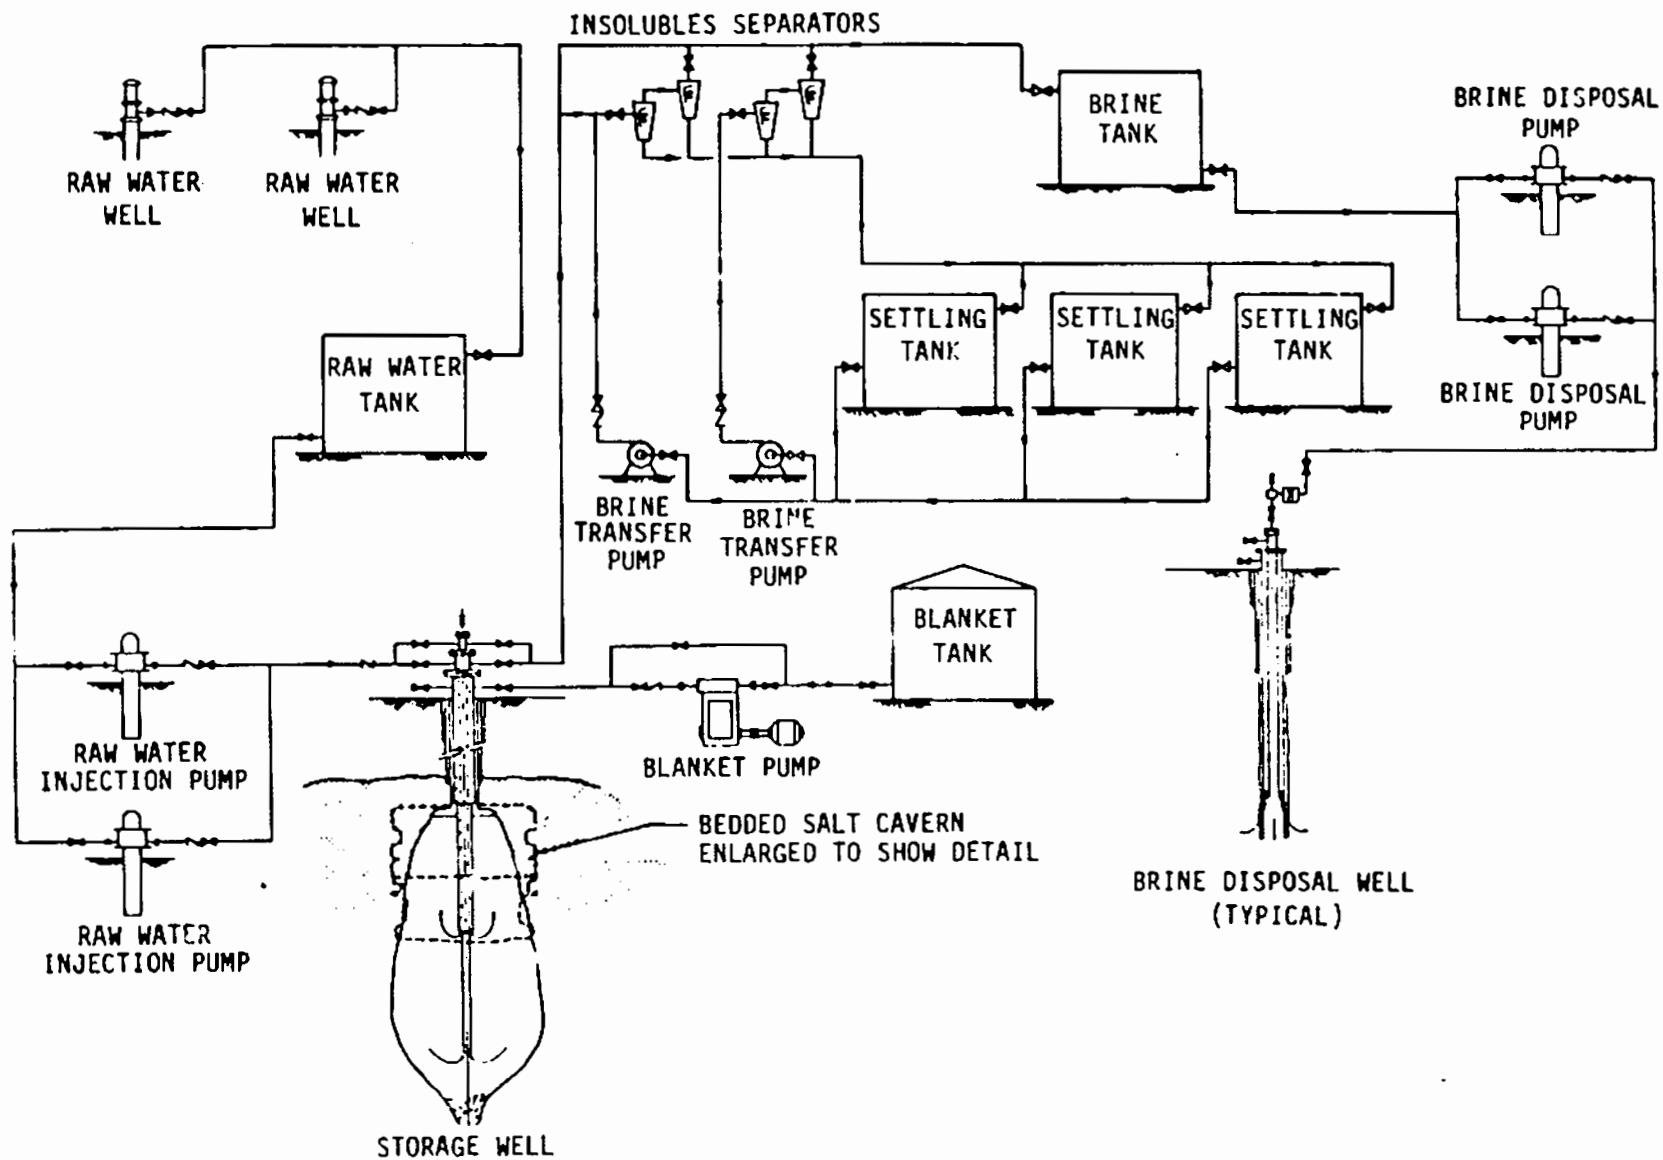 INSOLUBLES SEPARATORS
RAW WATER
WELL
RAW WATER
WELL
BRINE
TANK
BRINE DISPOSAL
PUMP
RAW WATER
TANK
SETTLING
TANK
SETTLING
TANK
SETTLING
TANK
BRINE DISPOSAL
PUMP
BRINE
TRANSFER
PUMP
BRINE
TRANSFER
PUMP
BLANKET
TANK
RAW WATER
INJECTION PUMP
BLANKET PUMP
BEDDED SALT CAVERN
ENLARGED TO SHOW DETAIL
BRINE DISPOSAL WELL
(TYPICAL)
RAW WATER
INJECTION PUMP
STORAGE WELL